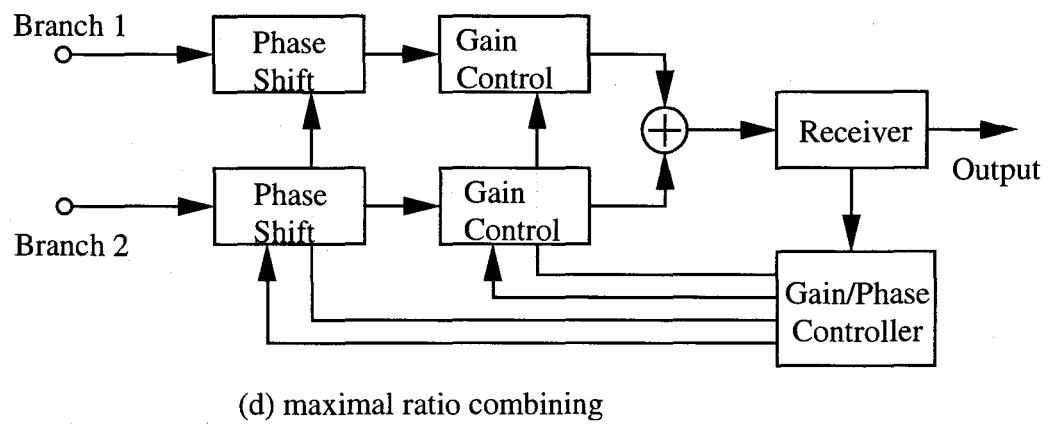 Branch 1
Phase
Shift
Gain
Control
Receiver
Output
Branch 2
Phase
Shift
Gain
Control
Gain/Phase
Controller
(d) maximal ratio combining